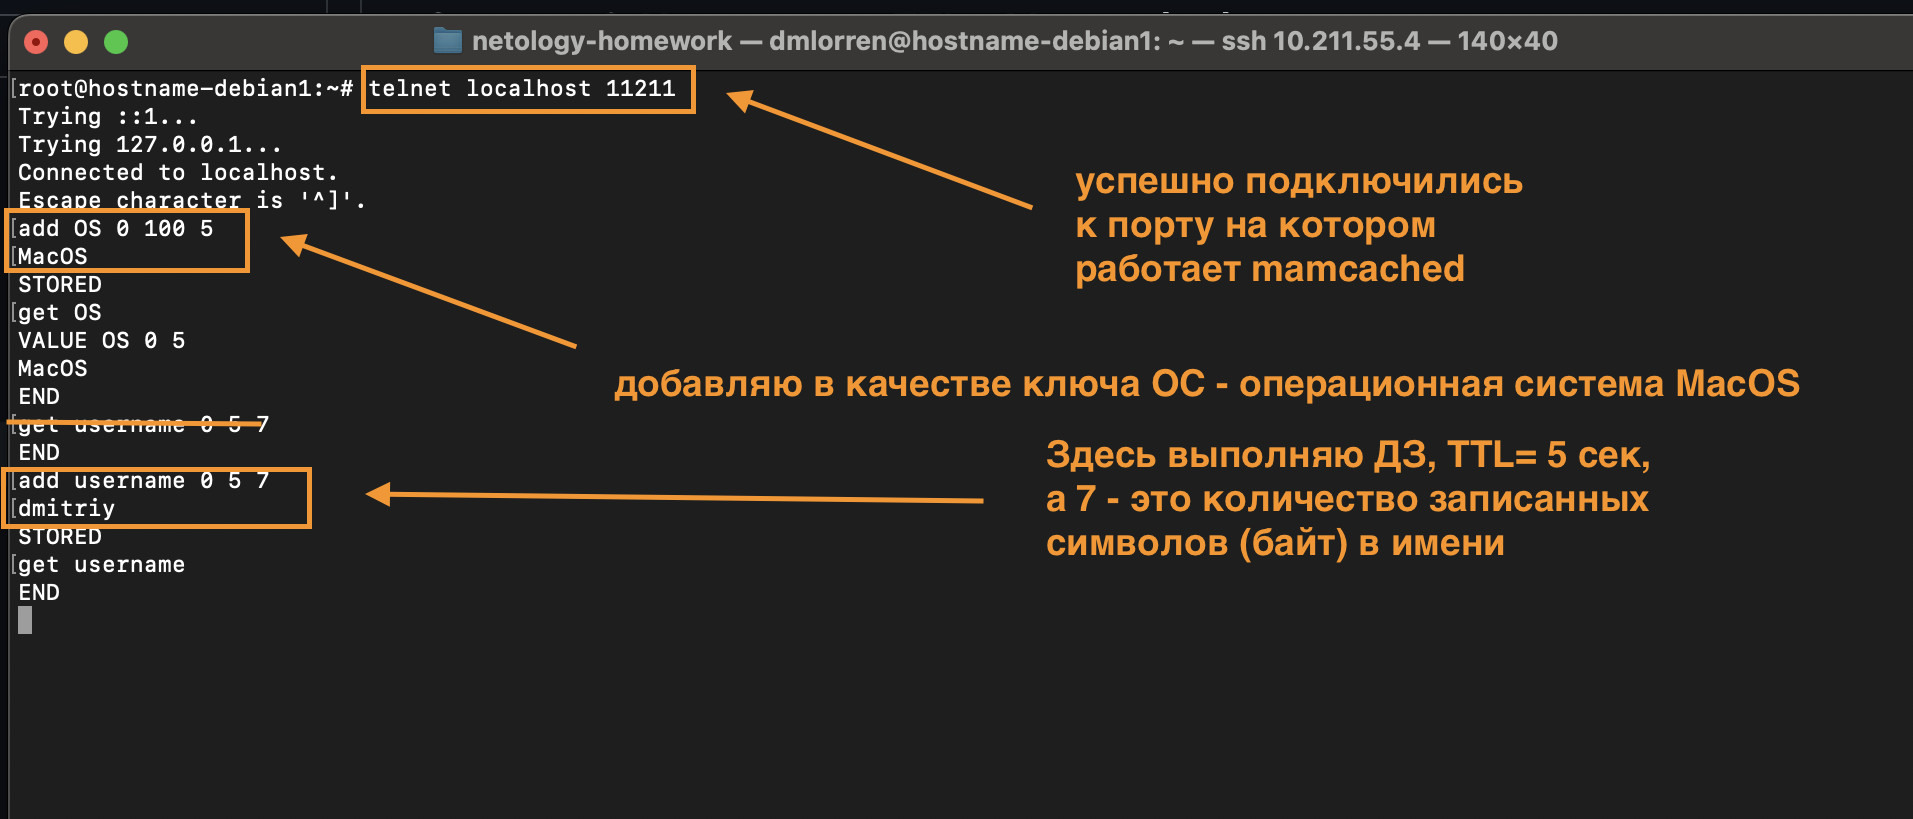 netology-homework — dmlorren@hostname-debian1: ~ — ssh 10.211.55.4 — 140×40
[root@hostname-debian1:~# telnet localhost 11211
Trying ::1...
Trying 127.0.0.1...
Connected to localhost.
Escape character is '^]'.
[add OS 0 100 5
[MacOS
STORED
[get OS
VALUE OS 0 5
MacOS
END
[get username 0 5 7
END
[add username 0 5 7
[dmitriy
STORED
[get username
END
успешно подключились
к порту на котором
работает mamcached
добавляю в качестве ключа ОС - операционная система MacOS
Здесь выполняю ДЗ, TTL= 5 сек,
а 7 - это количество записанных
символов (байт) в имени